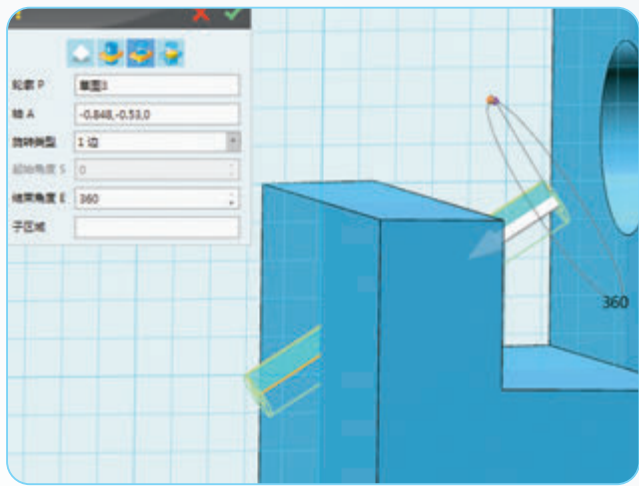 轮廓 P 草图1
轴 A -0.848,-0.53,0
旋转类型 1 边
起始角度 S 0
结束角度 E 360
子区域
360